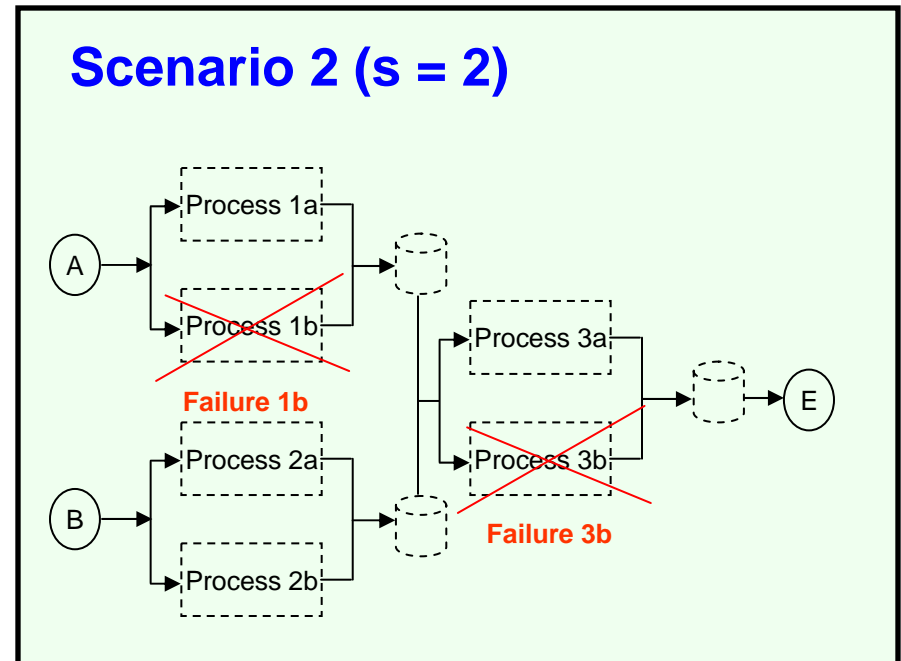 Scenario 2 (s = 2)
Process 1a
A
Process 1b
Failure 1b
Process 3a
E
Process 3b
Failure 3b
Process 2a
B
Process 2b